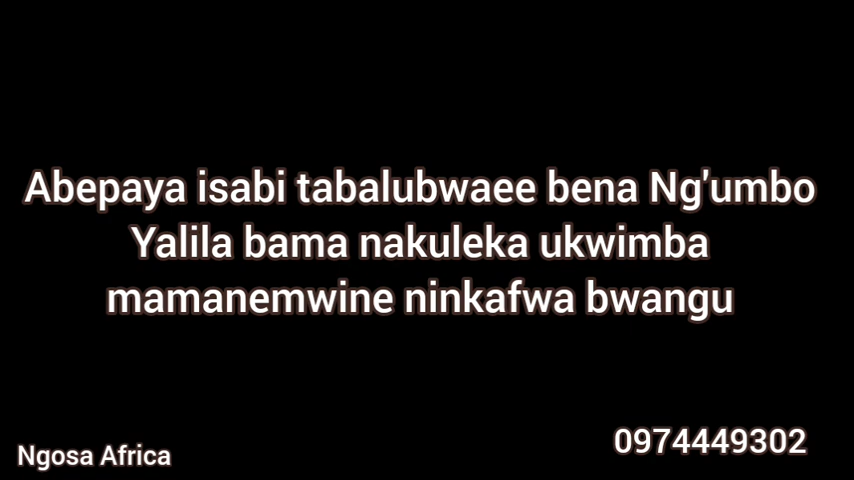 Abepaya isabi tabalubwaee bena Ng'umbo
Yalila bama nakuleka ukwimba
mamanemwine ninkafwa bwangu
Ngosa Africa
0974449302